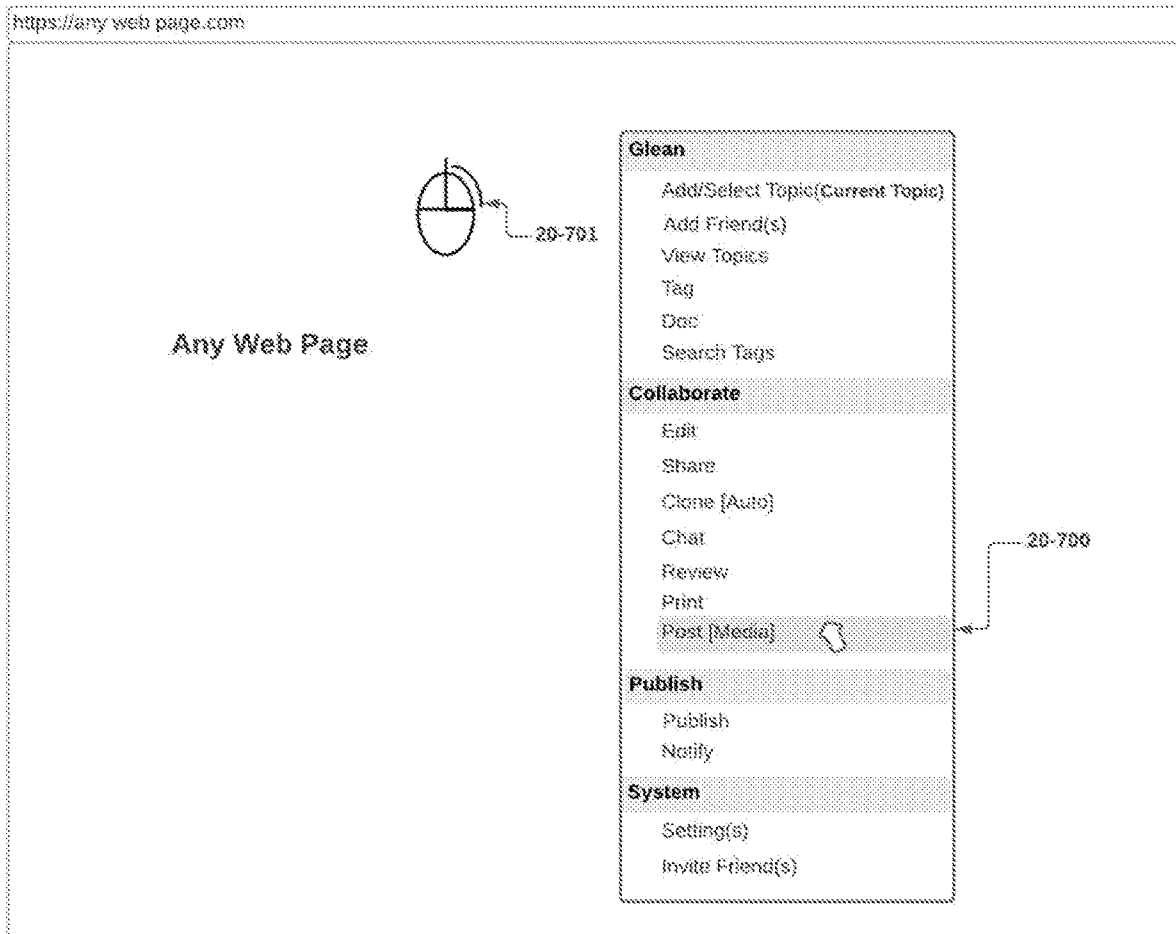 https://any web page.com
20-701
Any Web Page
Glean
Add/Select Topic(Current Topic)
Add Friend(s)
View Topics
Tag
Doc
Search Tags
Collaborate
Edit
Share
Clone [Auto]
Chat
Review
Print
Post [Media]
20-700
Publish
Publish
Notify
System
Setting(s)
Invite Friend(s)